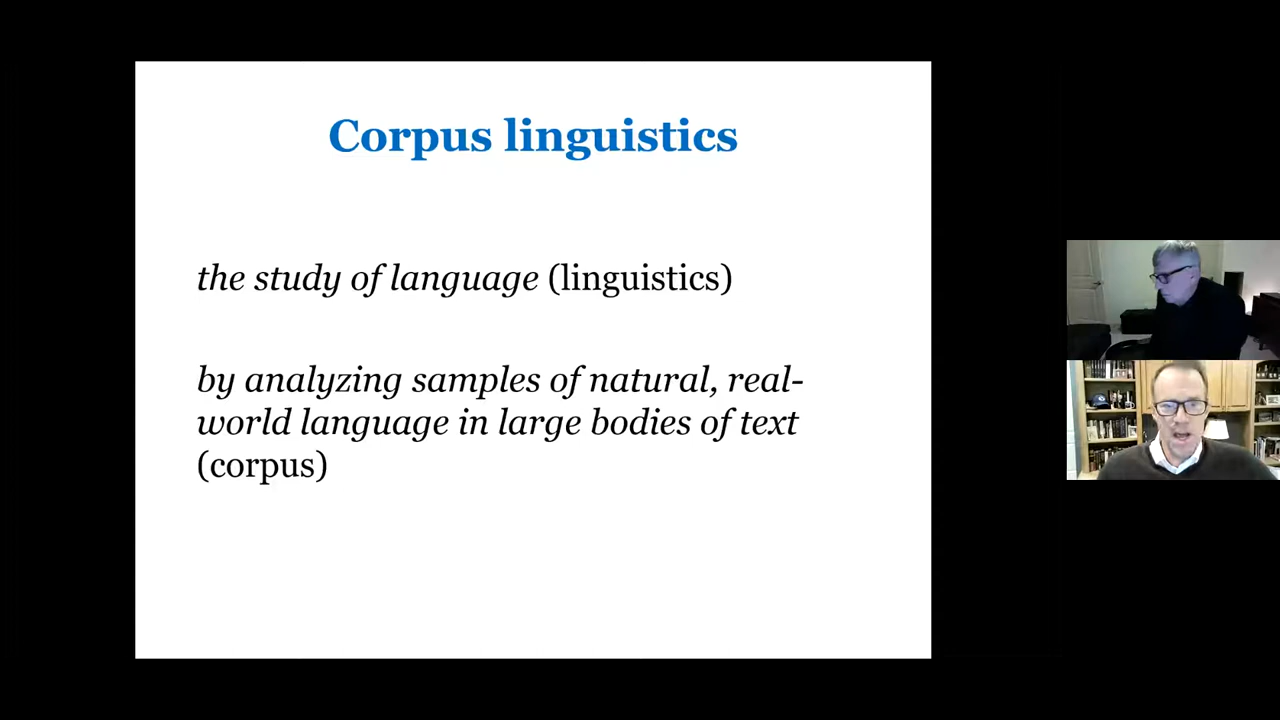 Corpus linguistics
the study of language (linguistics)
by analyzing samples of natural, real-
world language in large bodies of text
(corpus)